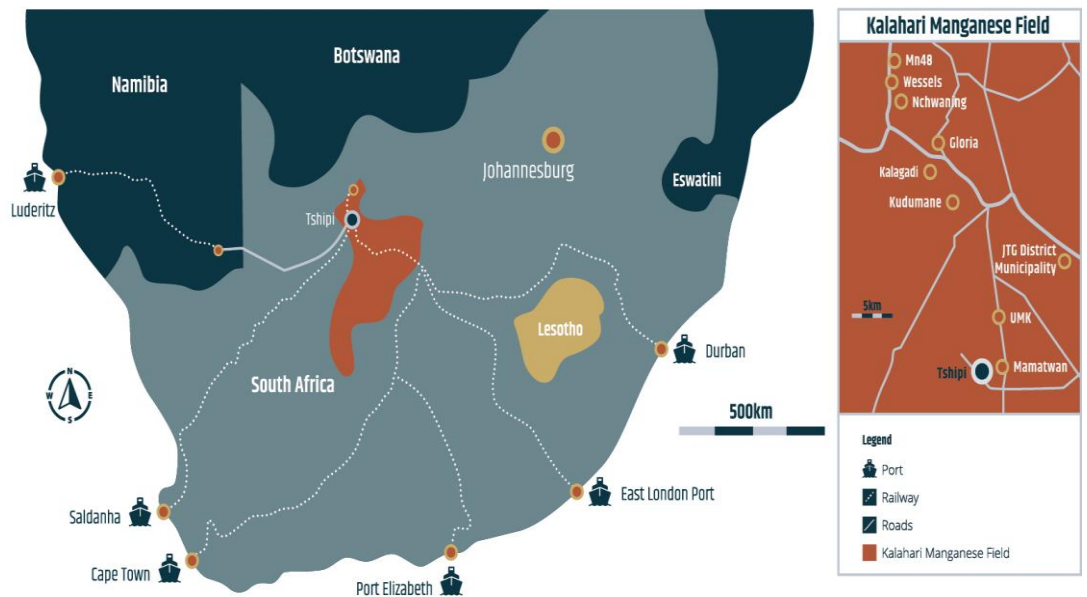 Namibia
Botswana
Johannesburg
Eswatini
Luderitz
Tshipi
Lesotho
Durban
South Africa
500km
N
W
E
S
East London Port
Saldanha
Cape Town
Port Elizabeth
Kalahari Manganese Field
Mn48
Wessels
Nchwaning
Gloria
Kalagadi
Kudumane
JTG District
Municipality
5km
UMK
Mamatwan
Tshipi
Legend
Port
Railway
Roads
Kalahari Manganese Field